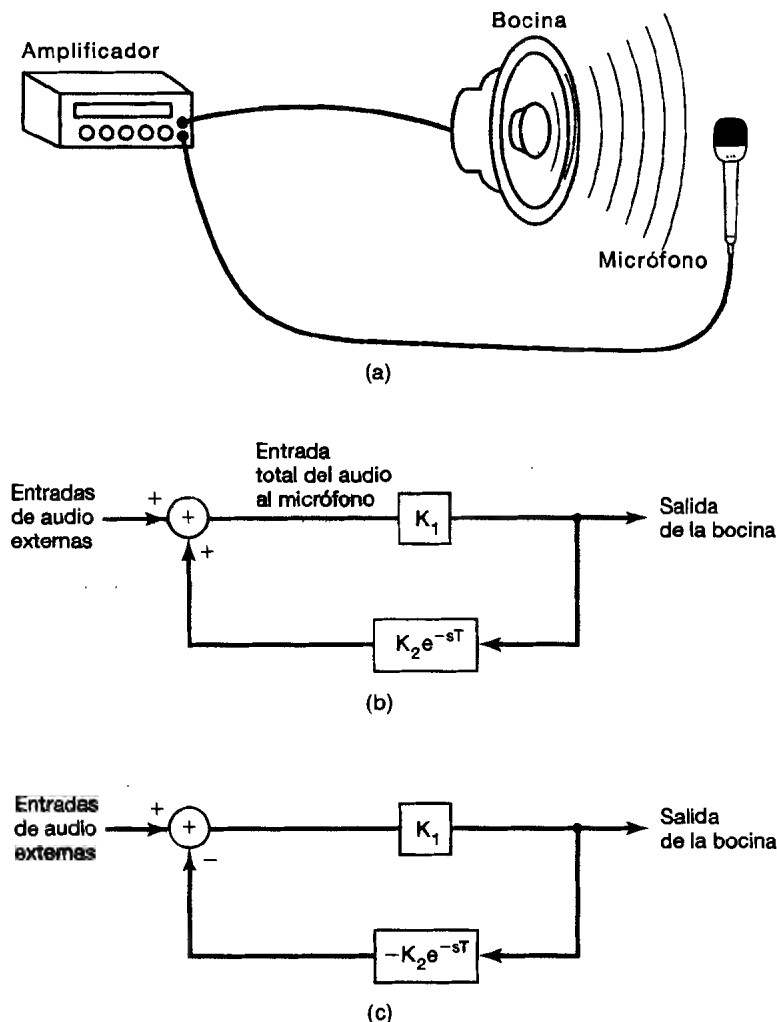 Bocina
Amplificador
Micrófono
(a)
Entrada
total del audio
al micrófono
Entradas
de audio
externas
+
+
+
K₁
Salida
de la bocina
K₂e⁻ˢᵀ
(b)
Entradas
de audio
externas
+
+
−
K₁
Salida
de la bocina
−K₂e⁻ˢᵀ
(c)